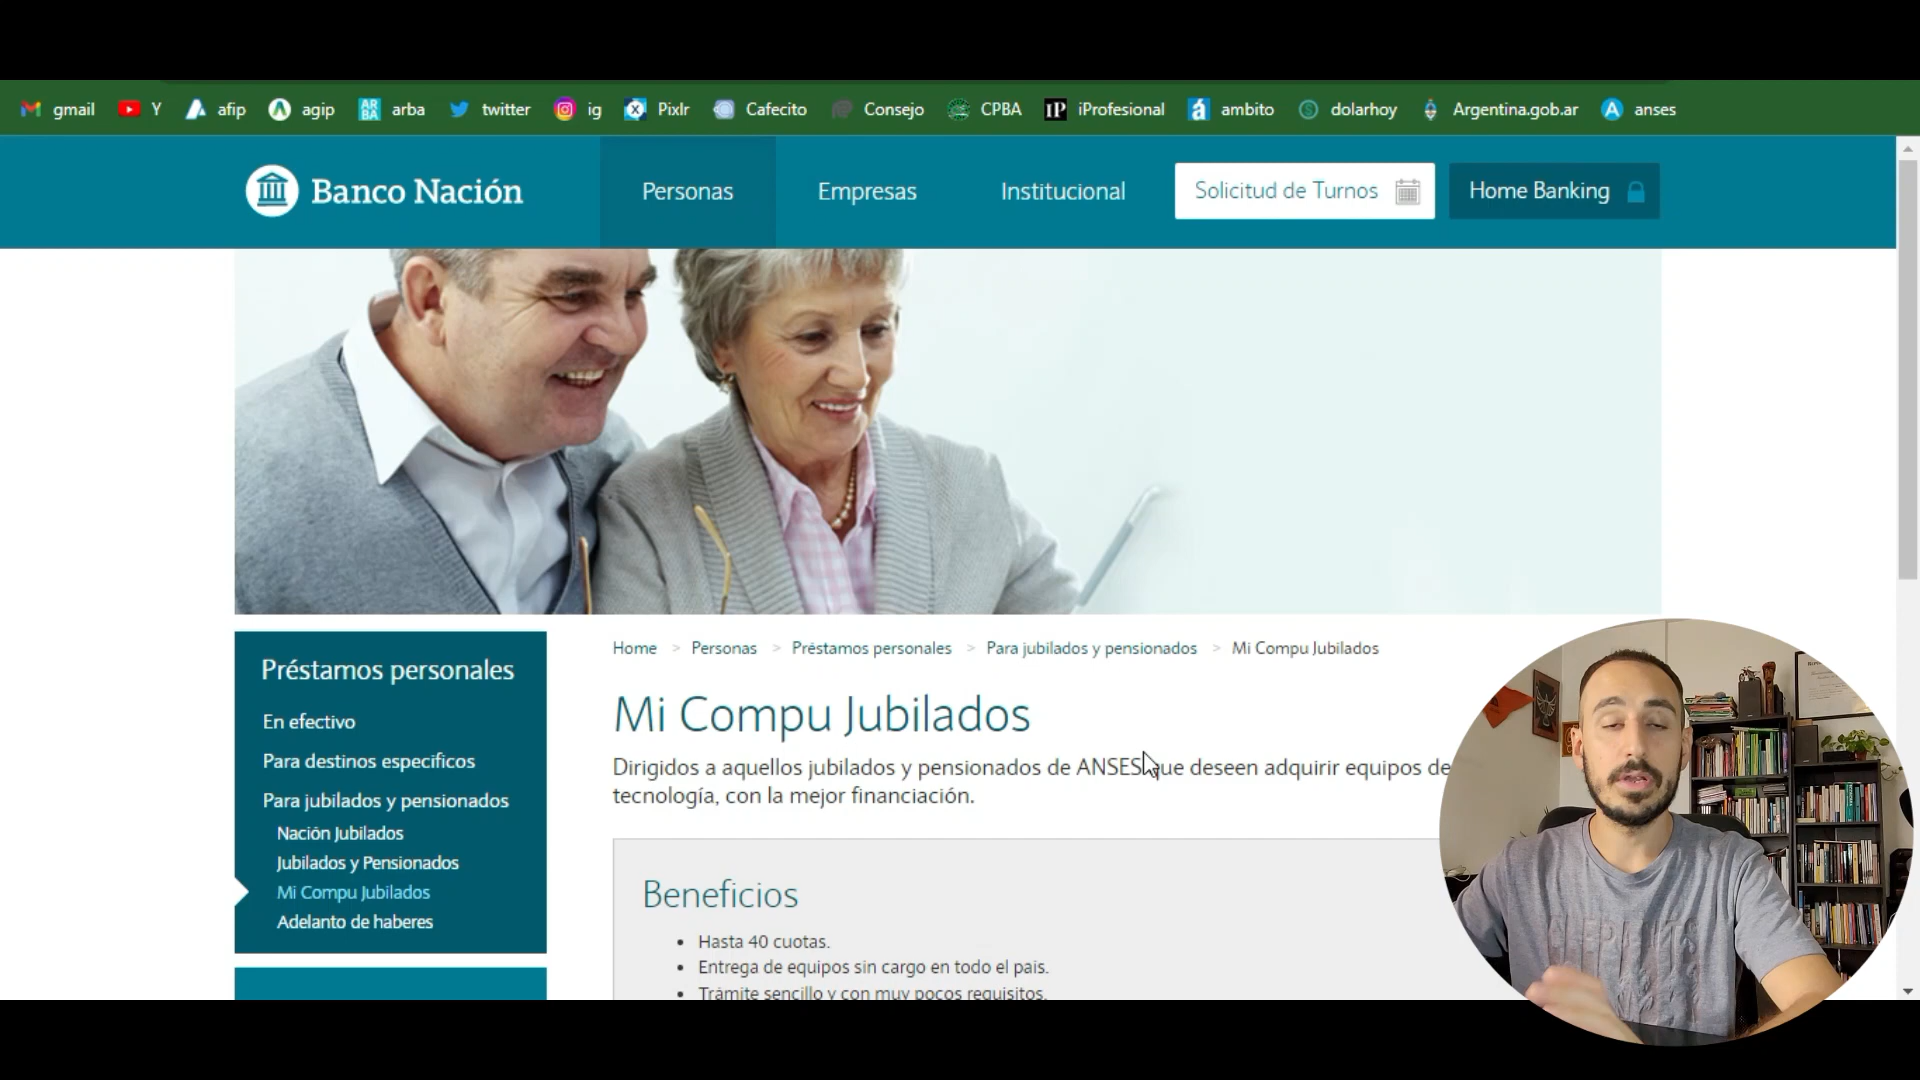 gmail Y afip agip arba twitter ig Pixlr Cafecito Consejo CPBA iProfesional ambito dolarhoy Argentina.gob.ar anses
Banco Nación Personas Empresas Institucional Solicitud de Turnos Home Banking
Préstamos personales
En efectivo
Para destinos especificos
Para jubilados y pensionados
Nación Jubilados
Jubilados y Pensionados
Mi Compu Jubilados
Adelanto de haberes
Home > Personas > Préstamos personales > Para jubilados y pensionados > Mi Compu Jubilados
Mi Compu Jubilados
Dirigidos a aquellos jubilados y pensionados de ANSES que deseen adquirir equipos de
tecnología, con la mejor financiación.
Beneficios
• Hasta 40 cuotas.
• Entrega de equipos sin cargo en todo el pais.
• Trámite sencillo y con muy pocos requisitos.